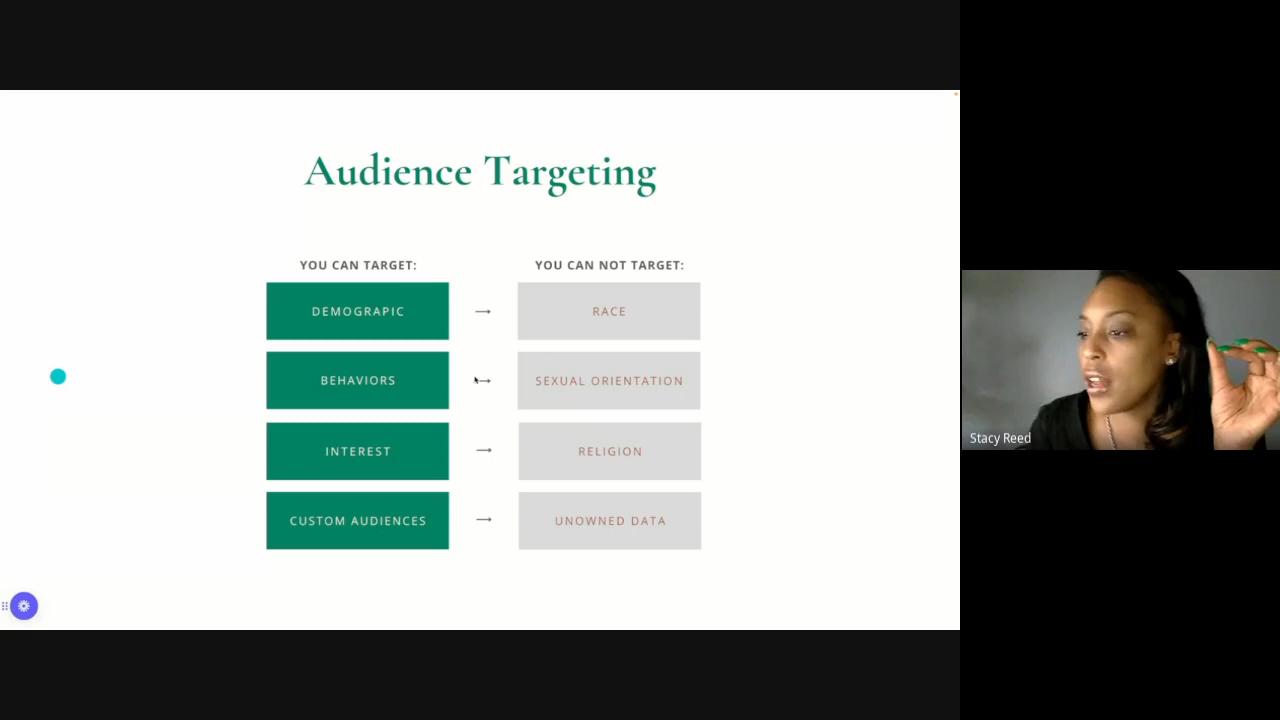 Audience Targeting
YOU CAN TARGET:
YOU CAN NOT TARGET:
DEMOGRAPIC
RACE
BEHAVIORS
SEXUAL ORIENTATION
INTEREST
RELIGION
CUSTOM AUDIENCES
UNOWNED DATA
Stacy Reed